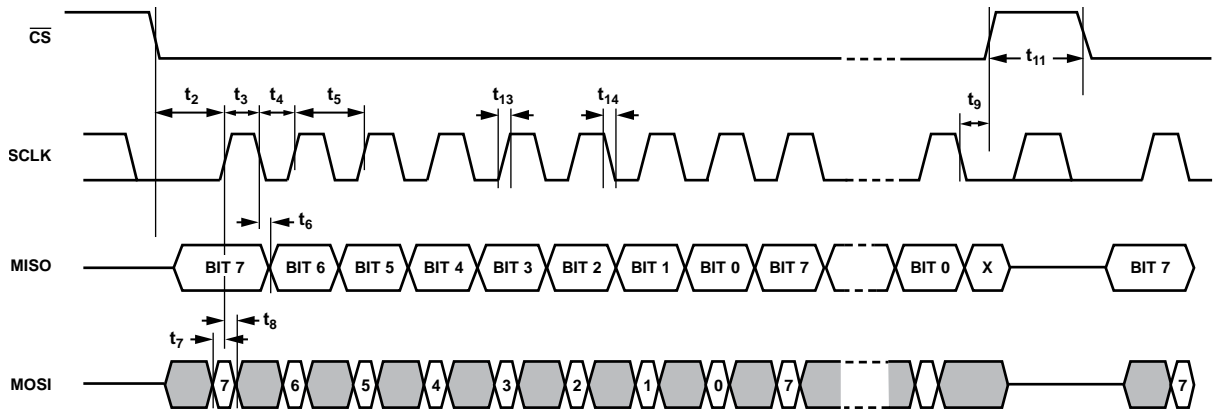 CS
t11
t2 t3 t4 t5 t13 t14 t9
SCLK
t6
MISO BIT 7 BIT 6 BIT 5 BIT 4 BIT 3 BIT 2 BIT 1 BIT 0 BIT 7 BIT 0 X BIT 7
t8
t7
MOSI 7 6 5 4 3 2 1 0 7 7